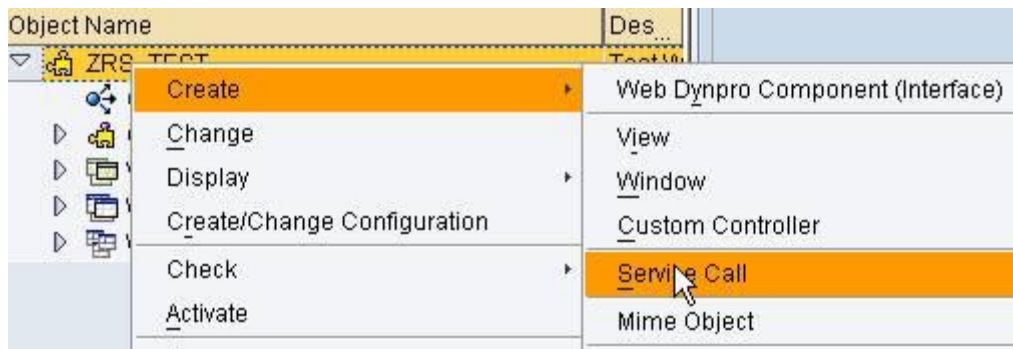 Object Name
Des...
ZRS_TEST
Create
Change
Display
Create/Change Configuration
Check
Activate
Web Dynpro Component (Interface)
View
Window
Custom Controller
Service Call
Mime Object